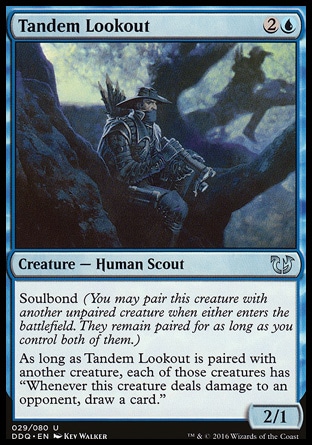 Tandem Lookout 2
Creature — Human Scout
Soulbond (You may pair this creature with
another unpaired creature when either enters the
battlefield. They remain paired for as long as you
control both of them.)
As long as Tandem Lookout is paired with
another creature, each of those creatures has
“Whenever this creature deals damage to an
opponent, draw a card.”
2/1
029/080 U
DDQ • EN Key Walker
™ & © 2016 Wizards of the Coast